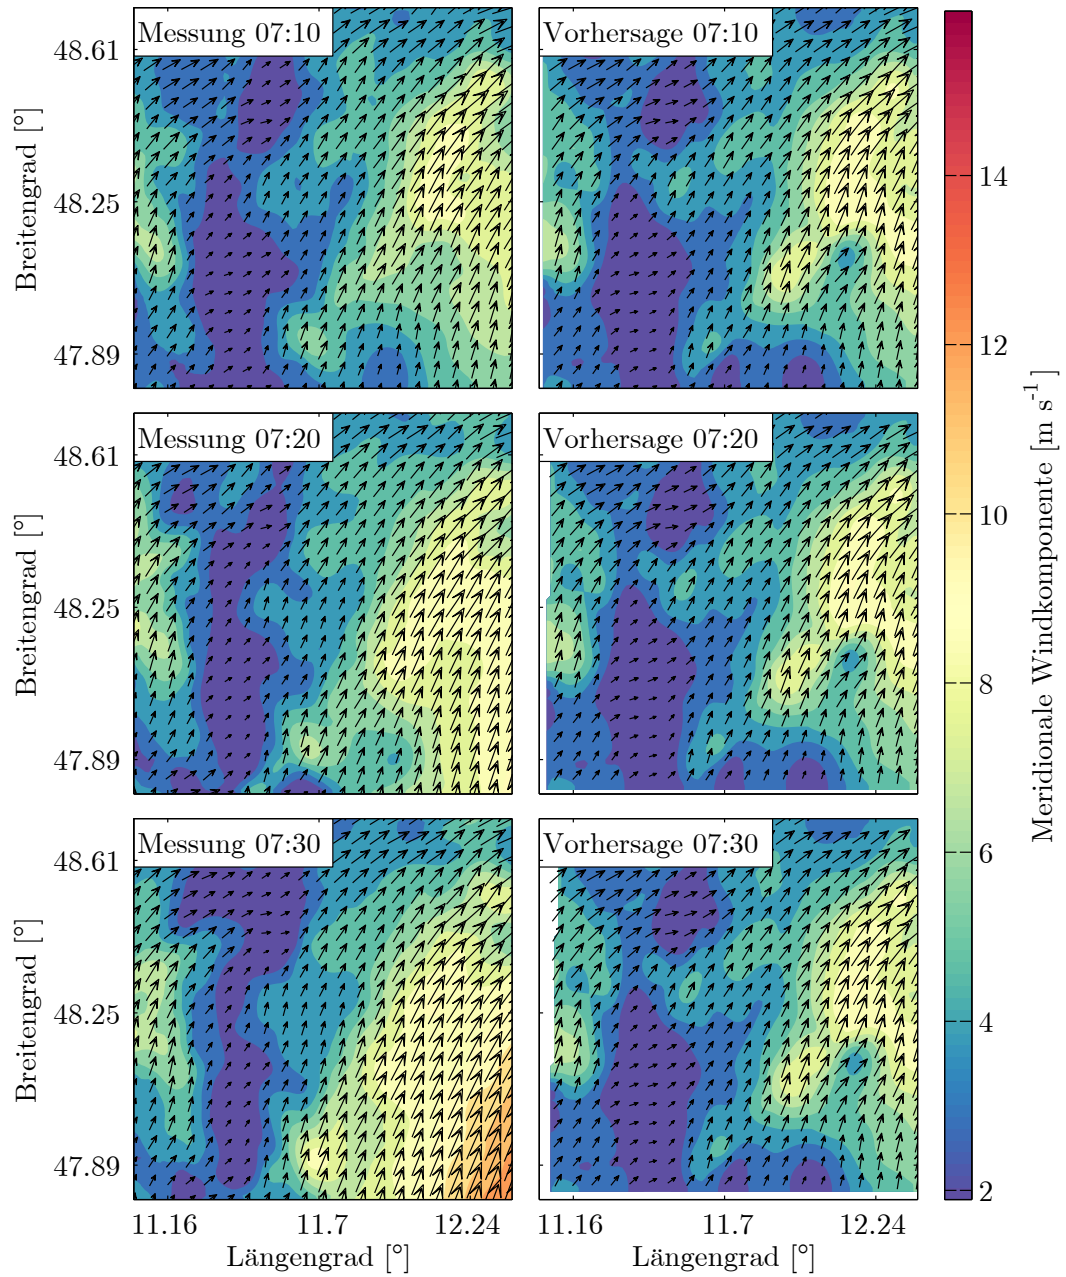 Messung 07:10
Vorhersage 07:10
48.61
48.25
47.89
Breitengrad [°]
Messung 07:20
Vorhersage 07:20
48.61
48.25
47.89
Breitengrad [°]
Messung 07:30
Vorhersage 07:30
48.61
48.25
47.89
Breitengrad [°]
11.16 11.7 12.24
Längengrad [°]
11.16 11.7 12.24
Längengrad [°]
14
12
10
8
6
4
2
Meridionale Windkomponente [m s⁻¹]